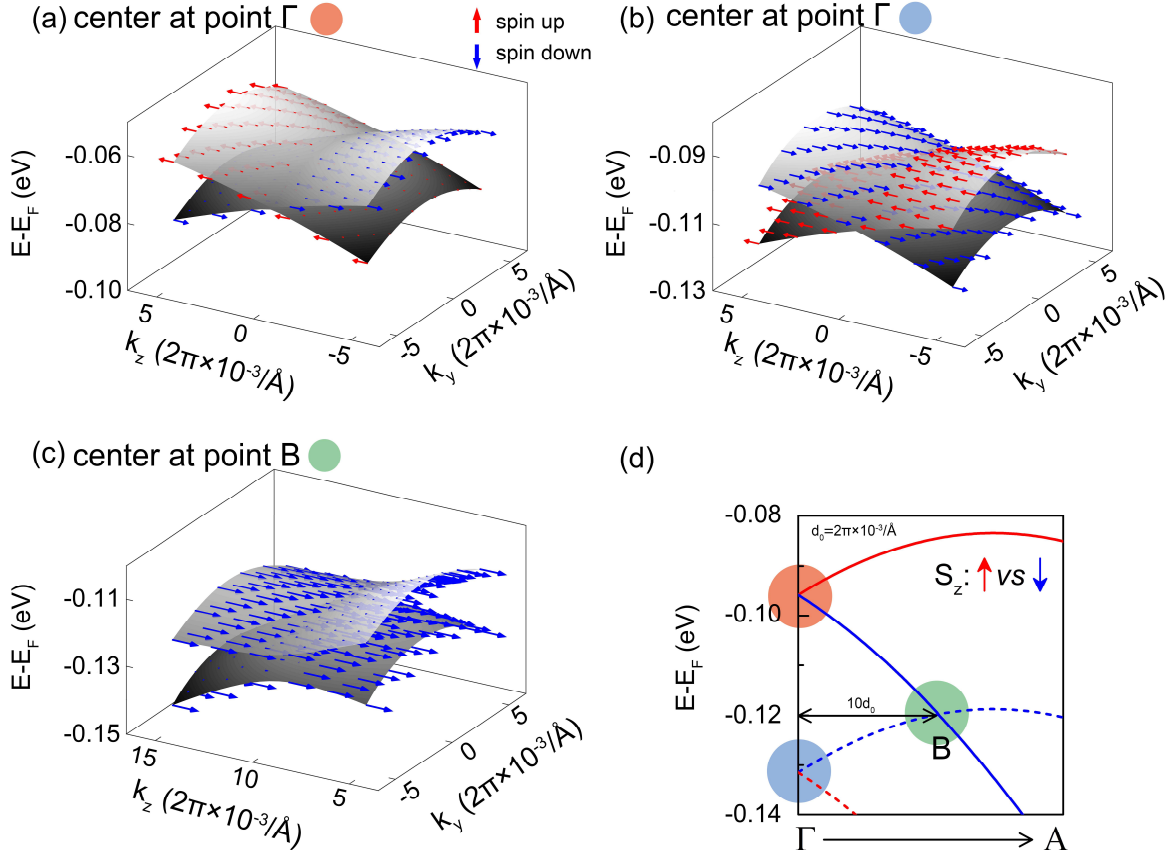 (a) center at point Γ
spin up
spin down
-0.06
-0.08
-0.10
E-E_F (eV)
5
0
-5
k_z (2π×10⁻³/Å)
-5
0
5
k_y (2π×10⁻³/Å)
(b) center at point Γ
-0.09
-0.11
-0.13
E-E_F (eV)
5
0
-5
k_z (2π×10⁻³/Å)
-5
0
5
k_y (2π×10⁻³/Å)
(c) center at point B
-0.11
-0.13
-0.15
E-E_F (eV)
15
10
5
k_z (2π×10⁻³/Å)
-5
0
5
k_y (2π×10⁻³/Å)
(d)
-0.08
-0.10
-0.12
-0.14
E-E_F (eV)
d₀=2π×10⁻³/Å
S_z: ↑ vs ↓
10d₀
B
Γ → A